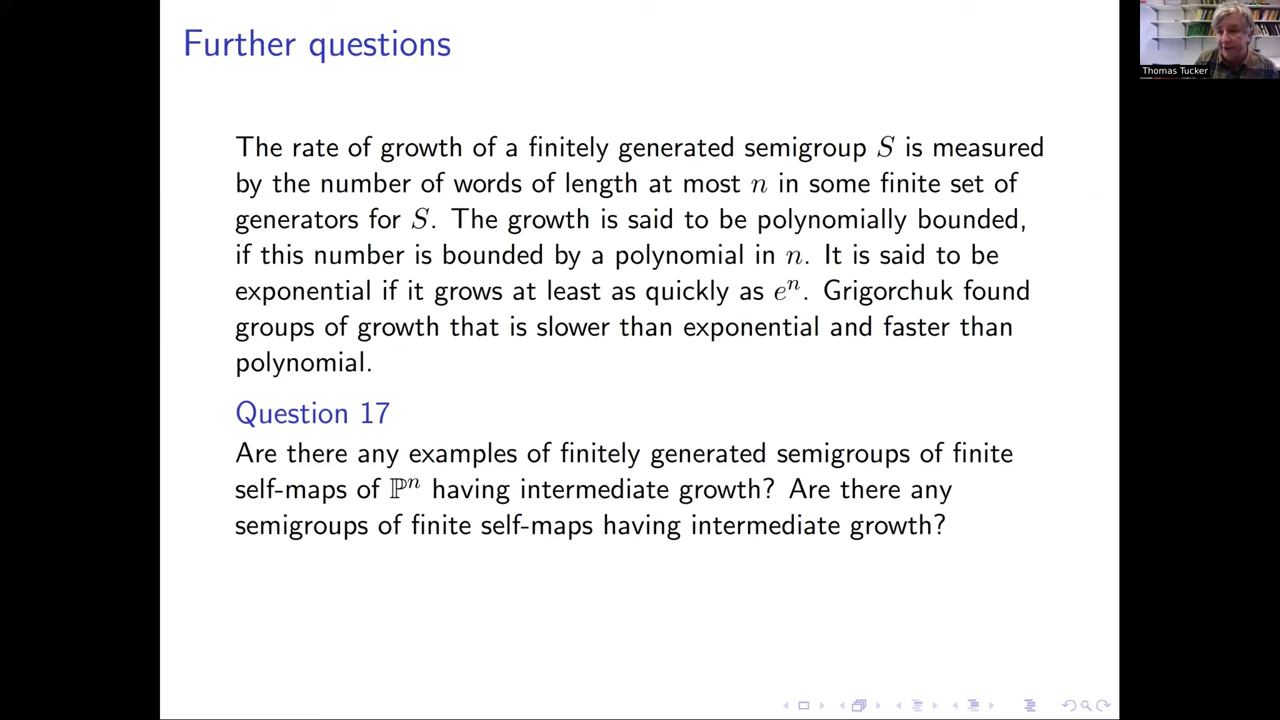 Further questions
Thomas Tucker
The rate of growth of a finitely generated semigroup S is measured
by the number of words of length at most n in some finite set of
generators for S. The growth is said to be polynomially bounded,
if this number is bounded by a polynomial in n. It is said to be
exponential if it grows at least as quickly as eⁿ. Grigorchuk found
groups of growth that is slower than exponential and faster than
polynomial.
Question 17
Are there any examples of finitely generated semigroups of finite
self-maps of ℙⁿ having intermediate growth? Are there any
semigroups of finite self-maps having intermediate growth?